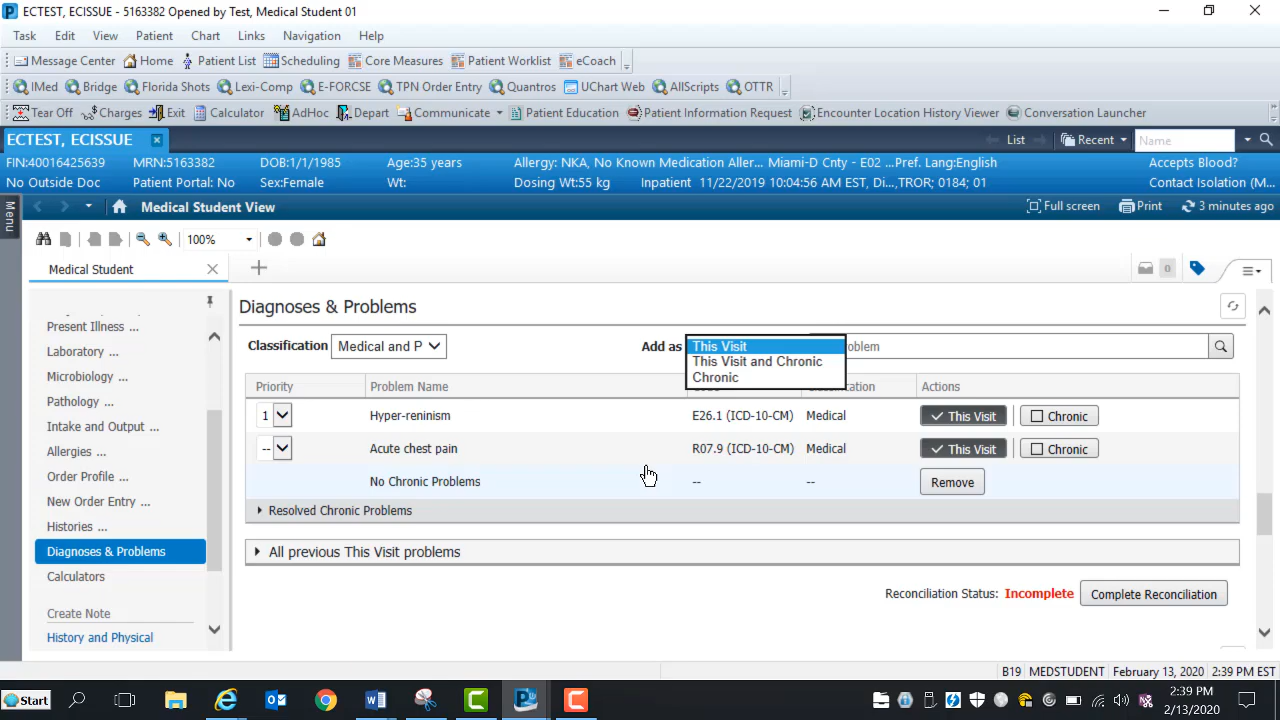 ECTEST, ECISSUE - 5163382 Opened by Test, Medical Student 01
Task Edit View Patient Chart Links Navigation Help
Message Center Home Patient List Scheduling Core Measures Patient Worklist eCoach
IMed Bridge Florida Shots Lexi-Comp E-FORCSE TPN Order Entry Quantros UChart Web AllScripts OTTR
Tear Off Charges Exit Calculator AdHoc Depart Communicate Patient Education Patient Information Request Encounter Location History Viewer Conversation Launcher
ECTEST, ECISSUE List Recent Name
FIN:40016425639 MRN:5163382 DOB:1/1/1985 Age:35 years Allergy: NKA, No Known Medication Aller... Miami-D Cnty - E02 ...Pref. Lang:English Accepts Blood?
No Outside Doc Patient Portal: No Sex:Female Wt: Dosing Wt:55 kg Inpatient 11/22/2019 10:04:56 AM EST, Di...,TROR; 0184; 01 Contact Isolation (M...
Menu
Medical Student View Full screen Print 3 minutes ago
100%
Medical Student 0
Present Illness ...
Laboratory ...
Microbiology ...
Pathology ...
Intake and Output ...
Allergies ...
Order Profile ...
New Order Entry ...
Histories ...
Diagnoses & Problems
Calculators
Create Note
History and Physical
Diagnoses & Problems
Classification Medical and P Add as This Visit roblem
This Visit and Chronic
Chronic
Priority Problem Name Actions
1 Hyper-reninism E26.1 (ICD-10-CM) Medical This Visit Chronic
-- Acute chest pain R07.9 (ICD-10-CM) Medical This Visit Chronic
No Chronic Problems -- -- Remove
Resolved Chronic Problems
All previous This Visit problems
Reconciliation Status: Incomplete Complete Reconciliation
B19 MEDSTUDENT February 13, 2020 2:39 PM EST
Start 2:39 PM
2/13/2020